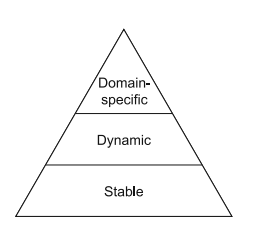 Domain-
specific
Dynamic
Stable